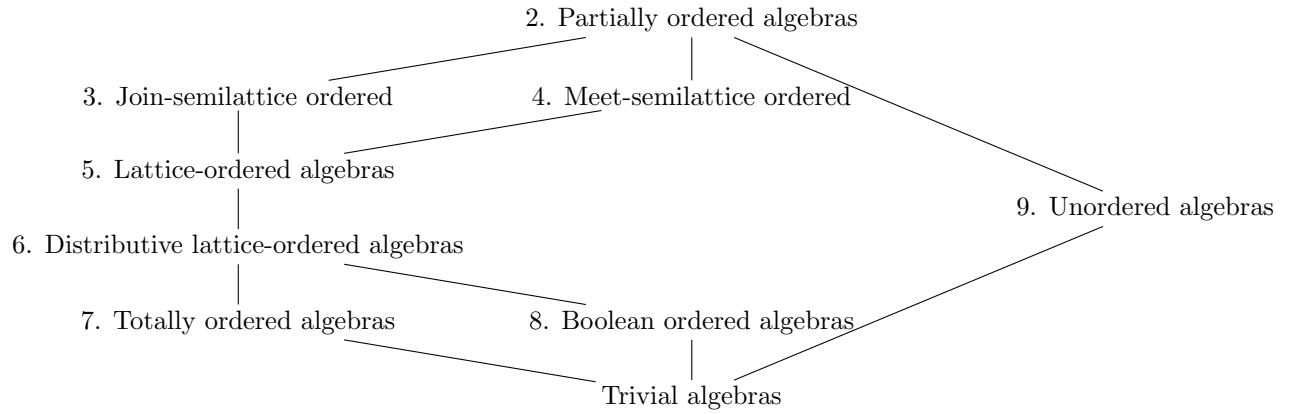 2. Partially ordered algebras
3. Join-semilattice ordered
4. Meet-semilattice ordered
5. Lattice-ordered algebras
9. Unordered algebras
6. Distributive lattice-ordered algebras
7. Totally ordered algebras
8. Boolean ordered algebras
Trivial algebras